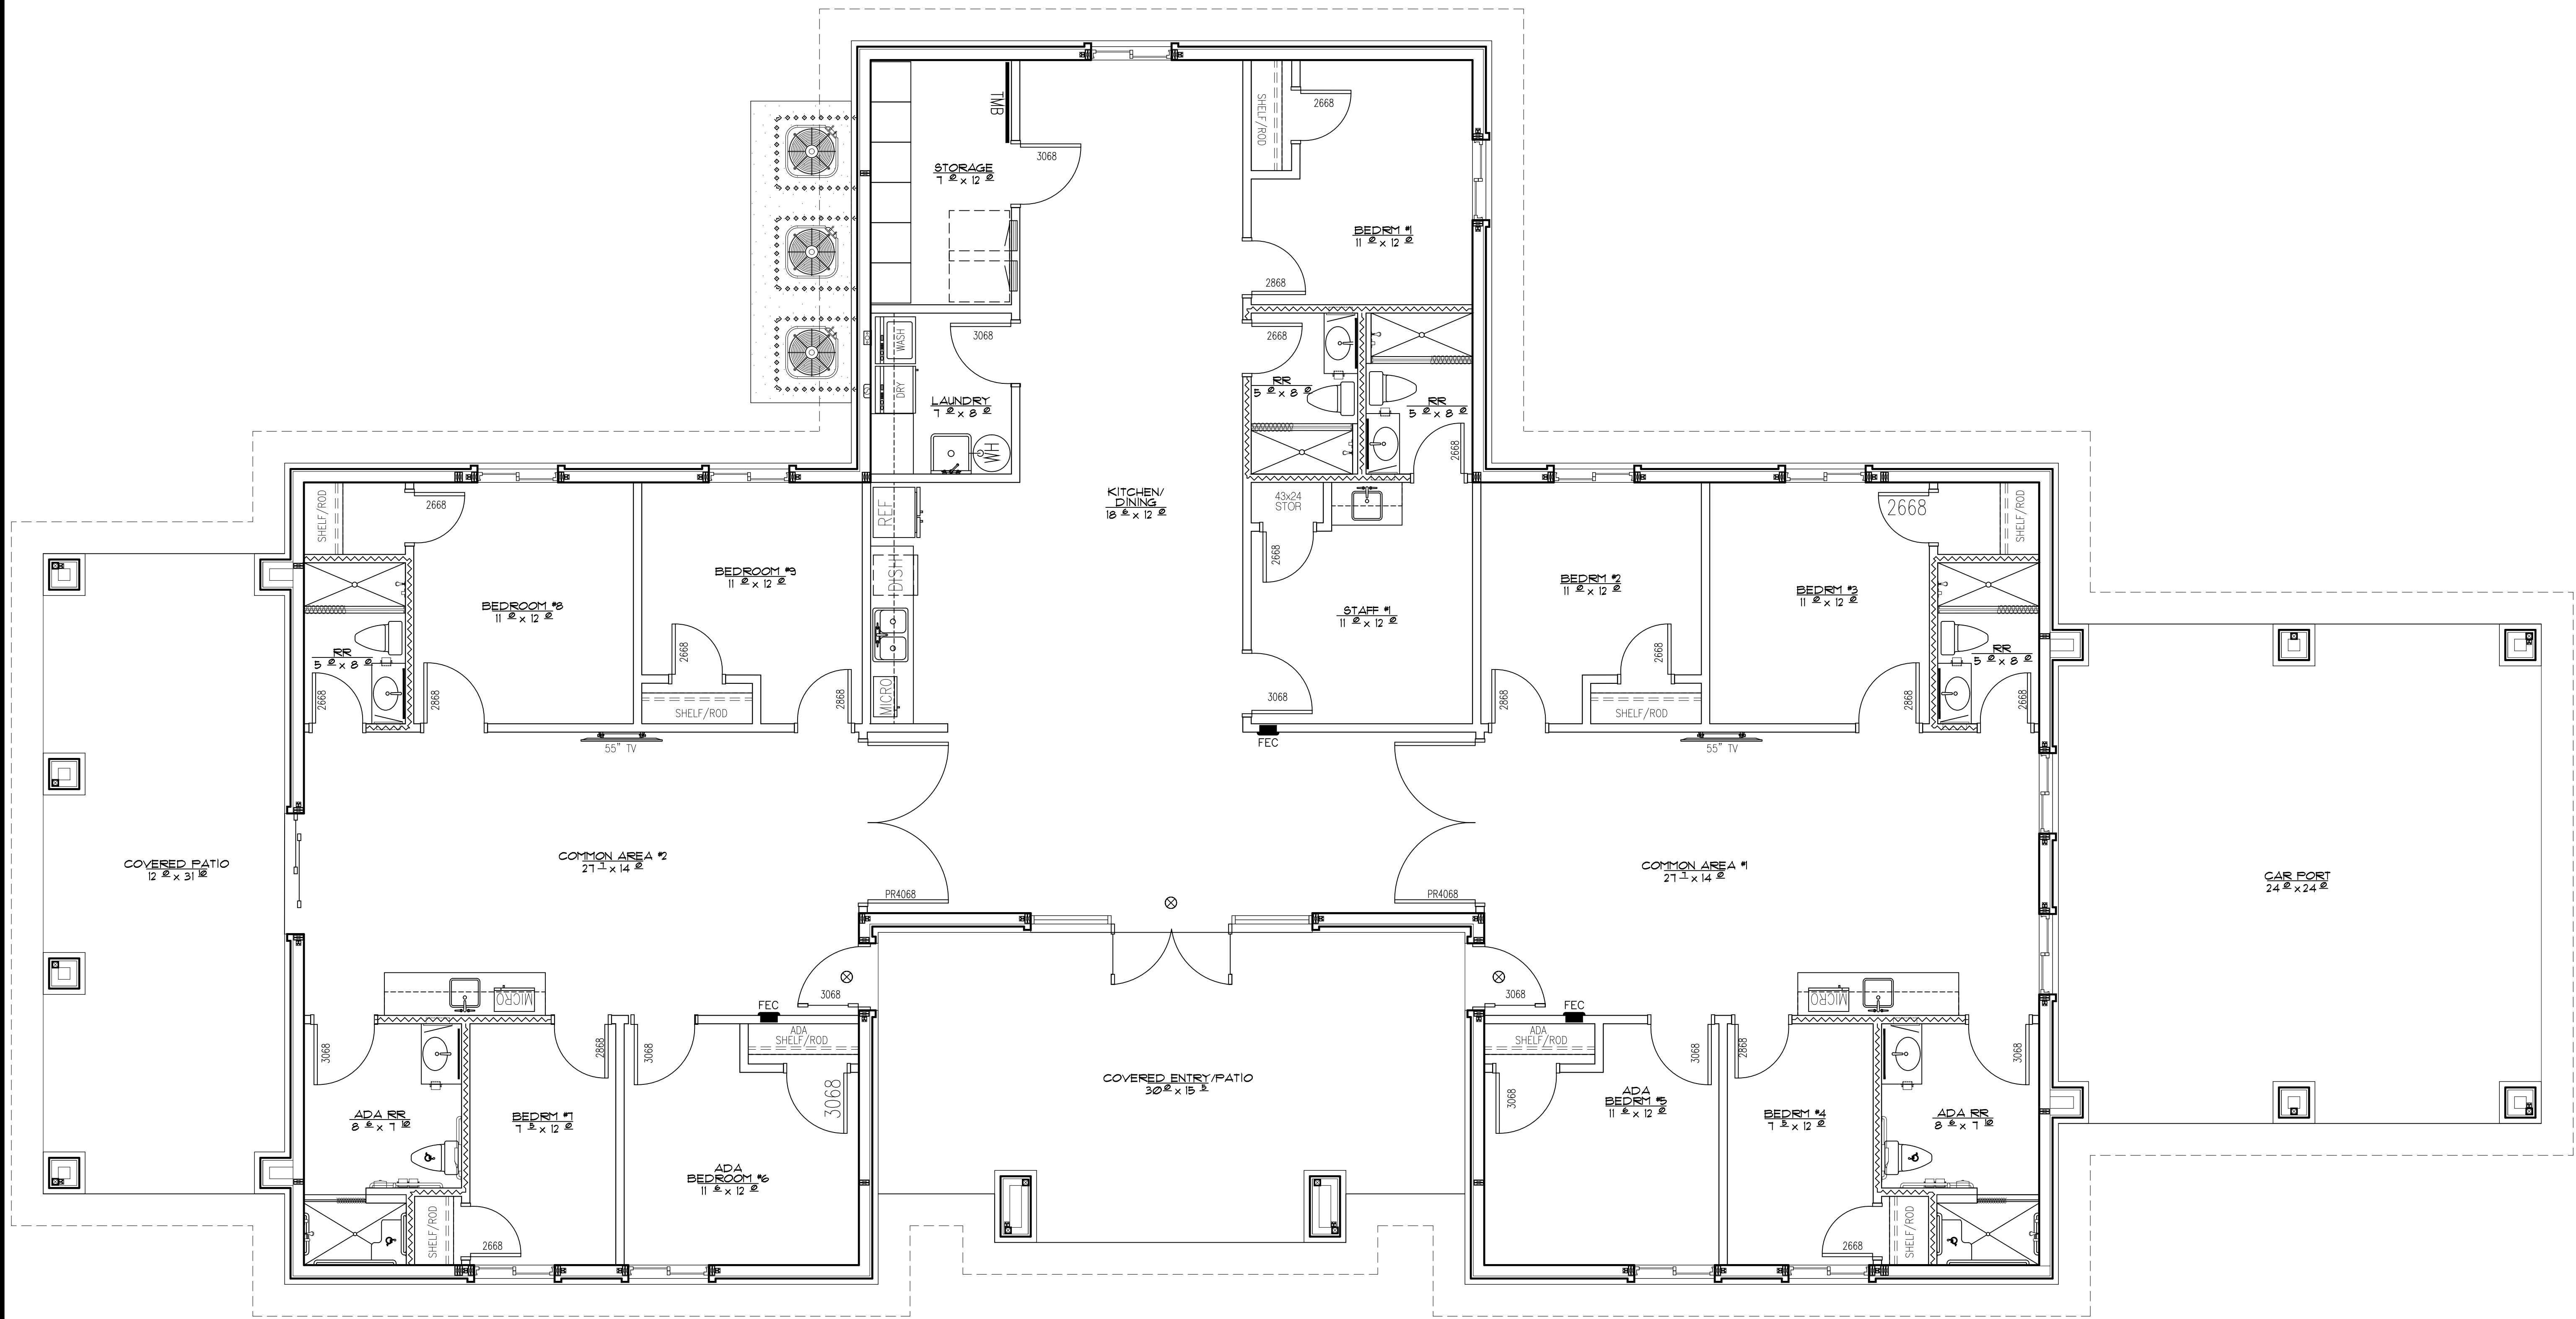 TMB
SHELF/ROD
2668
3068
STORAGE
7 0 x 12 0
BEDRM #1
11 0 x 12 0
2868
WASH
3068
2668
DRY
RR
5 0 x 8 0
LAUNDRY
7 0 x 8 0
RR
5 0 x 8 0
HW
2668
SHELF/ROD
2668
REF
KITCHEN/
DINING
18 6 x 12 0
43x24
STOR
2668
2668
SHELF/ROD
DISH
BEDROOM #9
11 0 x 12 0
BEDROOM #8
11 0 x 12 0
STAFF #1
11 0 x 12 0
BEDRM #2
11 0 x 12 0
BEDRM #3
11 0 x 12 0
RR
5 0 x 8 0
2668
2668
RR
5 0 x 8 0
2668
2868
SHELF/ROD
2868
MICRO
3068
2868
SHELF/ROD
2868
2668
55" TV
FEC
55" TV
COVERED PATIO
12 0 x 31 10
COMMON AREA #2
27 7 x 14 0
COMMON AREA #1
27 7 x 14 0
CAR PORT
24 0 x 24 0
PR4068
PR4068
MICRO
3068
3068
MICRO
FEC
FEC
3068
2868
3068
ADA
SHELF/ROD
ADA
SHELF/ROD
3068
2868
3068
3068
COVERED ENTRY/PATIO
30 0 x 15 5
3068
ADA RR
8 6 x 7 10
BEDRM #7
7 5 x 12 0
ADA
BEDROOM #6
11 6 x 12 0
ADA
BEDRM #5
11 6 x 12 0
BEDRM #4
7 5 x 12 0
ADA RR
8 6 x 7 10
SHELF/ROD
2668
2668
SHELF/ROD